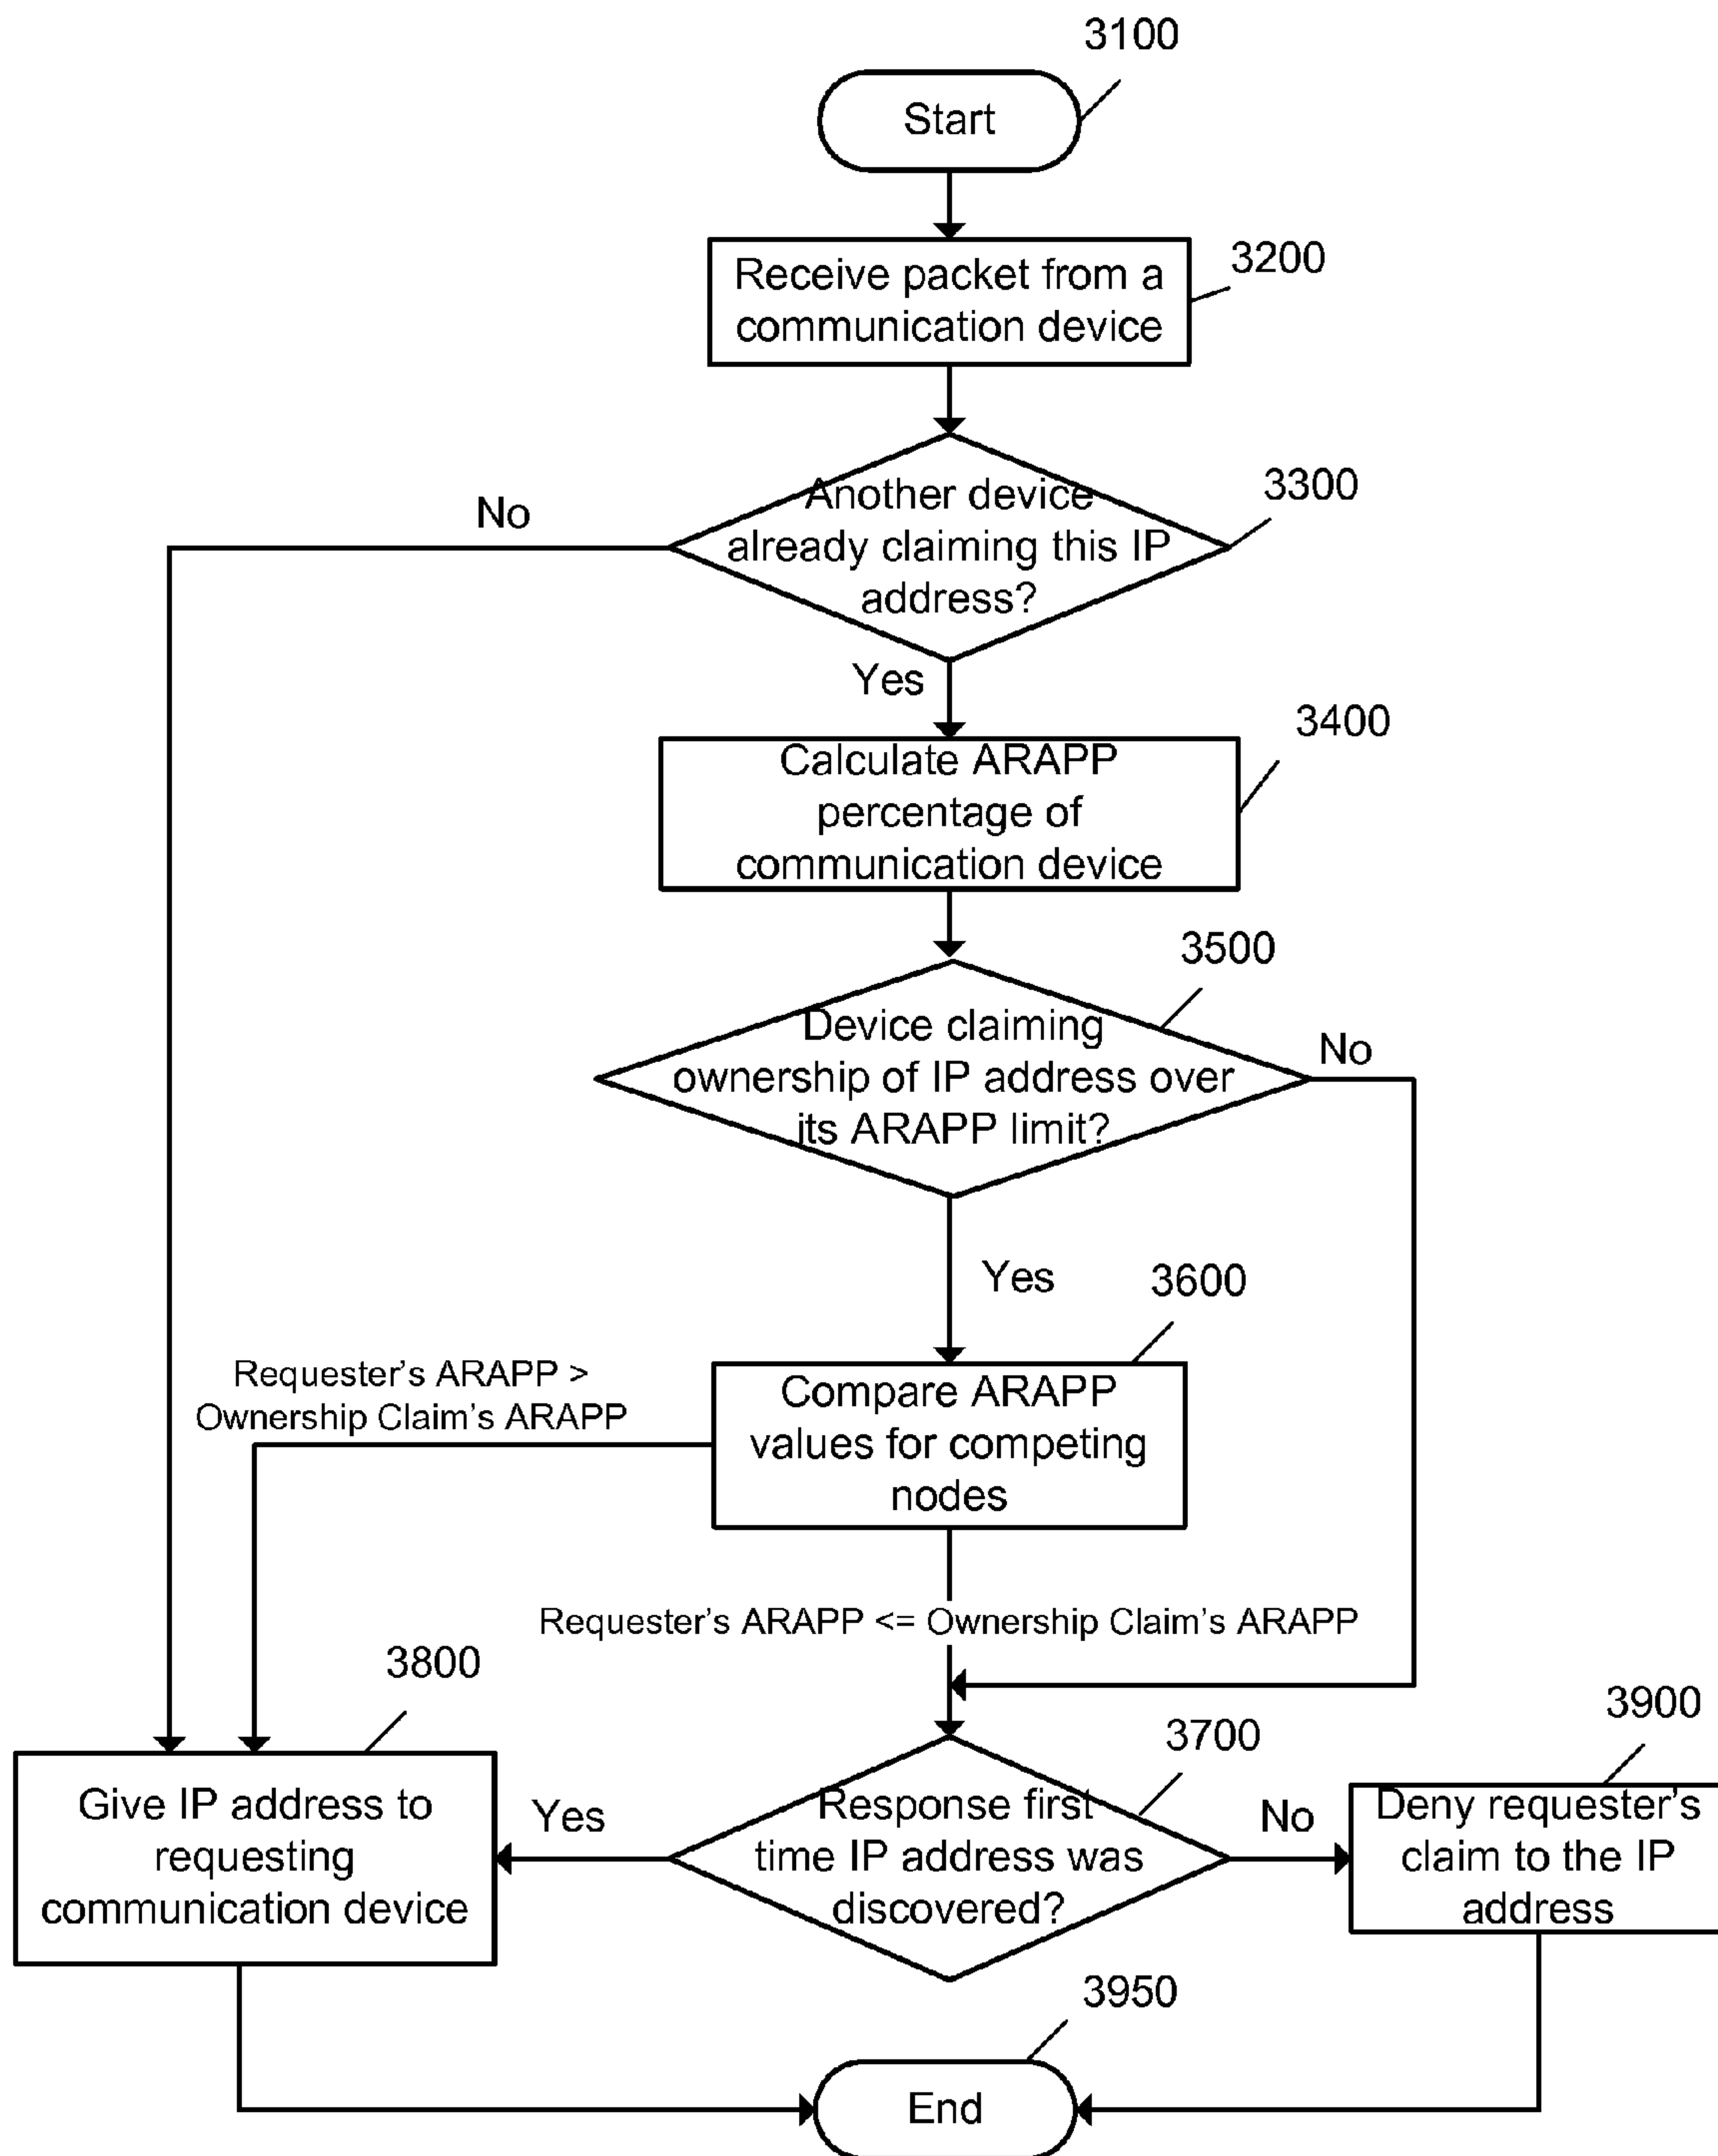 3100
Start
3200
Receive packet from a
communication device
3300
Another device
already claiming this IP
address?
No
Yes
3400
Calculate ARAPP
percentage of
communication device
3500
Device claiming
ownership of IP address over
its ARAPP limit?
No
Yes
3600
Compare ARAPP
values for competing
nodes
Requester's ARAPP >
Ownership Claim's ARAPP
Requester's ARAPP <= Ownership Claim's ARAPP
3800
Give IP address to
requesting
communication device
Yes
3700
Response first
time IP address was
discovered?
No
3900
Deny requester's
claim to the IP
address
3950
End